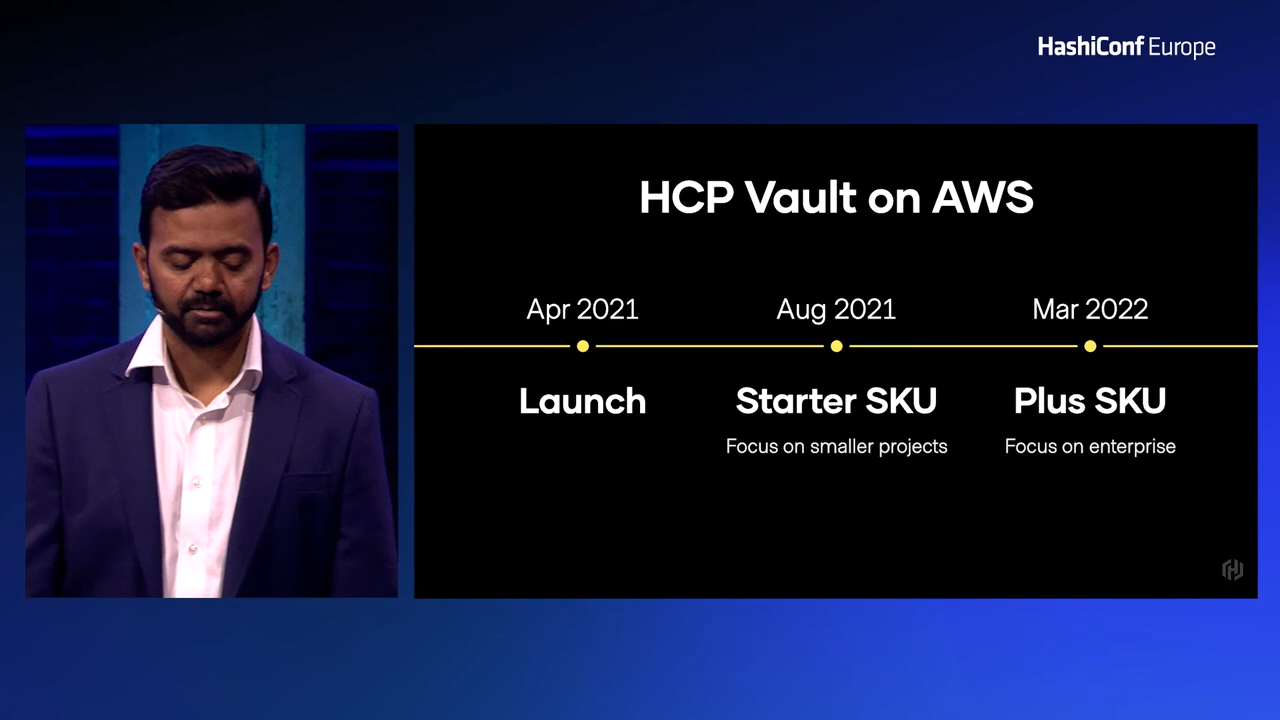 HashiConf Europe
HCP Vault on AWS
Apr 2021
Aug 2021
Mar 2022
Launch
Starter SKU
Plus SKU
Focus on smaller projects
Focus on enterprise